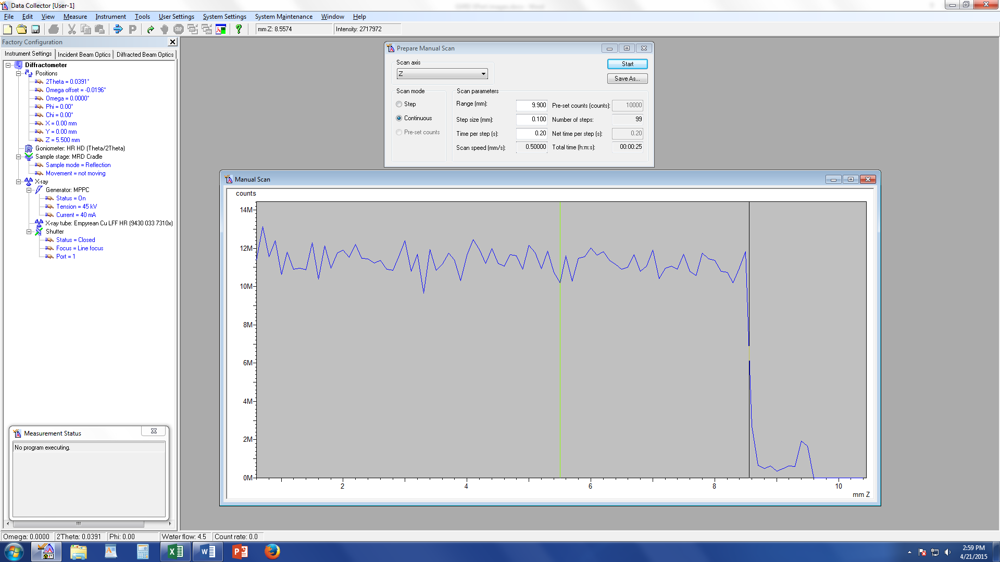 Data Collector [User-1]
File Edit View Measure Instrument Tools User Settings System Settings System Maintenance Window Help
P STOP ? mm Z: 8.5574 Intensity: 2717972
Factory Configuration
Instrument Settings Incident Beam Optics Diffracted Beam Optics
Diffractometer
Positions
2Theta = 0.0391°
Omega offset = -0.0196°
Omega = 0.0000°
Phi = 0.00°
Chi = 0.00°
X = 0.00 mm
Y = 0.00 mm
Z = 5.500 mm
Goniometer: HR HD (Theta/2Theta)
Sample stage: MRD Cradle
Sample mode = Reflection
Movement = not moving
X-ray
Generator: MPPC
Status = On
Tension = 45 kV
Current = 40 mA
X-ray tube: Empyrean Cu LFF HR (9430 033 7310x)
Shutter
Status = Closed
Focus = Line focus
Port = 1
Measurement Status
No program executing.
Prepare Manual Scan
Scan axis
Z
Start
Save As...
Scan mode
Step
Continuous
Pre-set counts
Scan parameters
Range (mm): 9.900 Pre-set counts (counts): 10000
Step size (mm): 0.100 Number of steps: 99
Time per step (s): 0.20 Net time per step (s): 0.20
Scan speed (mm/s): 0.50000 Total time (h:m:s): 00:00:25
Manual Scan
counts
14M
12M
10M
8M
6M
4M
2M
0M
2 4 6 8 10
mm Z
Omega: 0.0000 2Theta: 0.0391 Phi: 0.00 Water flow: 4.5 Count rate: 0.0
2:59 PM
4/21/2015